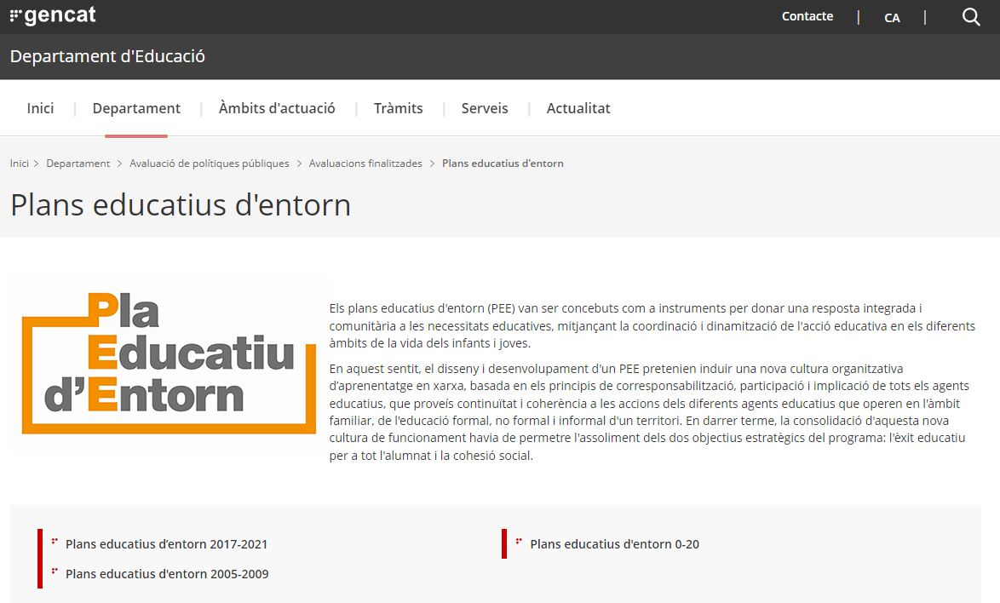 gencat
Contacte | CA |
Departament d'Educació
Inici | Departament | Àmbits d'actuació | Tràmits | Serveis | Actualitat
Inici > Departament > Avaluació de polítiques públiques > Avaluacions finalitzades > Plans educatius d'entorn
Plans educatius d'entorn
Pla
Educatiu
d'Entorn
Els plans educatius d'entorn (PEE) van ser concebuts com a instruments per donar una resposta integrada i
comunitària a les necessitats educatives, mitjançant la coordinació i dinamització de l'acció educativa en els diferents
àmbits de la vida dels infants i joves.
En aquest sentit, el disseny i desenvolupament d'un PEE pretenien induir una nova cultura organitzativa
d’aprenentatge en xarxa, basada en els principis de corresponsabilització, participació i implicació de tots els agents
educatius, que proveís continuïtat i coherència a les accions dels diferents agents educatius que operen en l'àmbit
familiar, de l'educació formal, no formal i informal d'un territori. En darrer terme, la consolidació d'aquesta nova
cultura de funcionament havia de permetre l'assoliment dels dos objectius estratègics del programa: l'èxit educatiu
per a tot l'alumnat i la cohesió social.
Plans educatius d’entorn 2017-2021
Plans educatius d'entorn 2005-2009
Plans educatius d'entorn 0-20